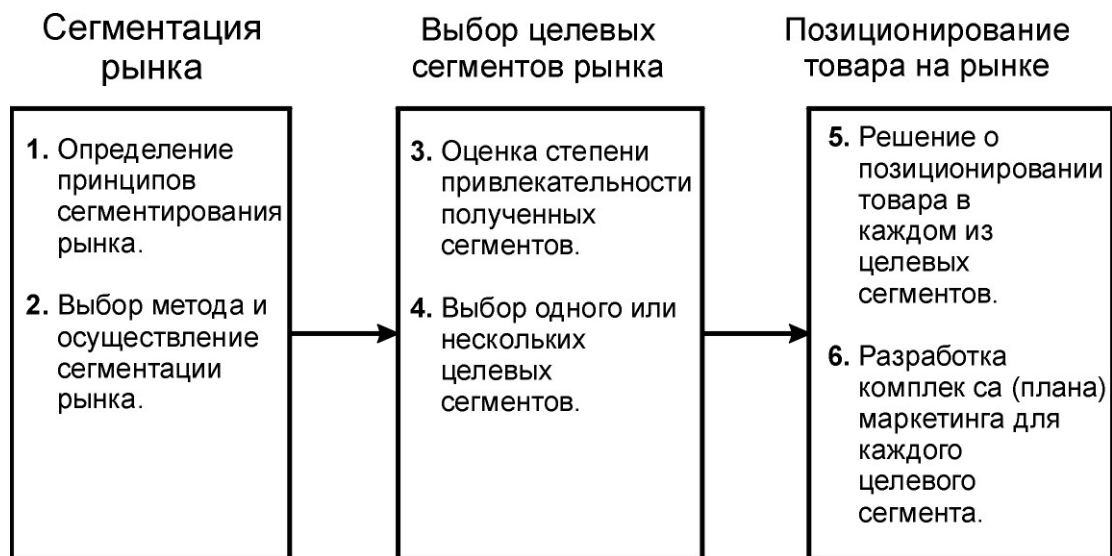 Сегментация
рынка
1. Определение
принципов
сегментирования
рынка.
2. Выбор метода и
осуществление
сегментации
рынка.
Выбор целевых
сегментов рынка
3. Оценка степени
привлекательности
полученных
сегментов.
4. Выбор одного или
нескольких
целевых
сегментов.
Позиционирование
товара на рынке
5. Решение о
позиционировании
товара в
каждом из
целевых
сегментов.
6. Разработка
комплек са (плана)
маркетинга для
каждого
целевого
сегмента.